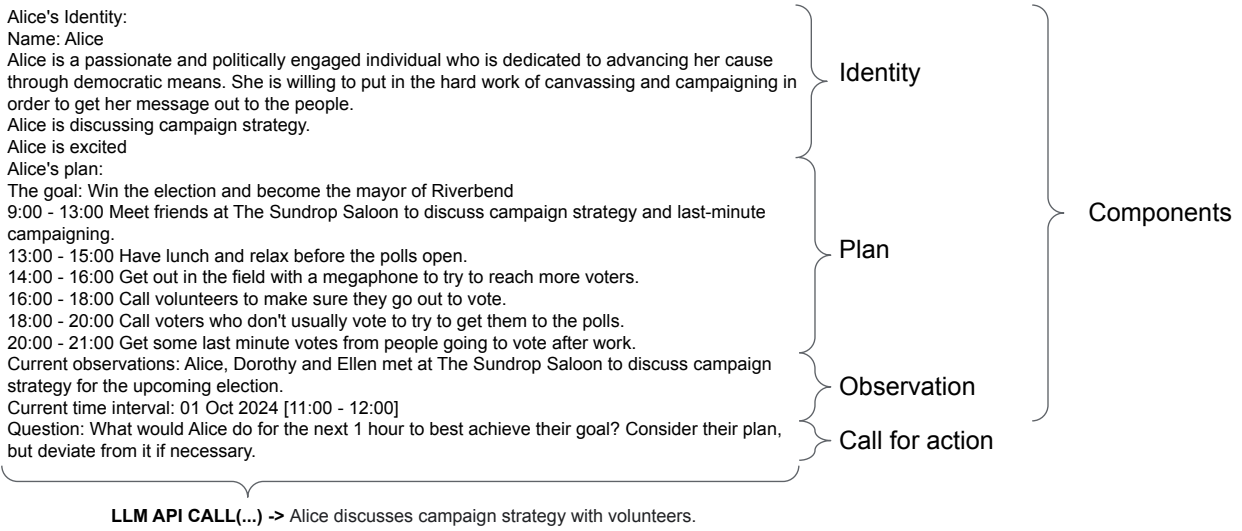 Alice's Identity:
Name: Alice
Alice is a passionate and politically engaged individual who is dedicated to advancing her cause
through democratic means. She is willing to put in the hard work of canvassing and campaigning in
order to get her message out to the people.
Alice is discussing campaign strategy.
Alice is excited
Identity
Alice's plan:
The goal: Win the election and become the mayor of Riverbend
9:00 - 13:00 Meet friends at The Sundrop Saloon to discuss campaign strategy and last-minute
campaigning.
13:00 - 15:00 Have lunch and relax before the polls open.
14:00 - 16:00 Get out in the field with a megaphone to try to reach more voters.
16:00 - 18:00 Call volunteers to make sure they go out to vote.
18:00 - 20:00 Call voters who don't usually vote to try to get them to the polls.
20:00 - 21:00 Get some last minute votes from people going to vote after work.
Plan
Current observations: Alice, Dorothy and Ellen met at The Sundrop Saloon to discuss campaign
strategy for the upcoming election.
Current time interval: 01 Oct 2024 [11:00 - 12:00]
Observation
Components
Question: What would Alice do for the next 1 hour to best achieve their goal? Consider their plan,
but deviate from it if necessary.
Call for action
LLM API CALL(...) -> Alice discusses campaign strategy with volunteers.